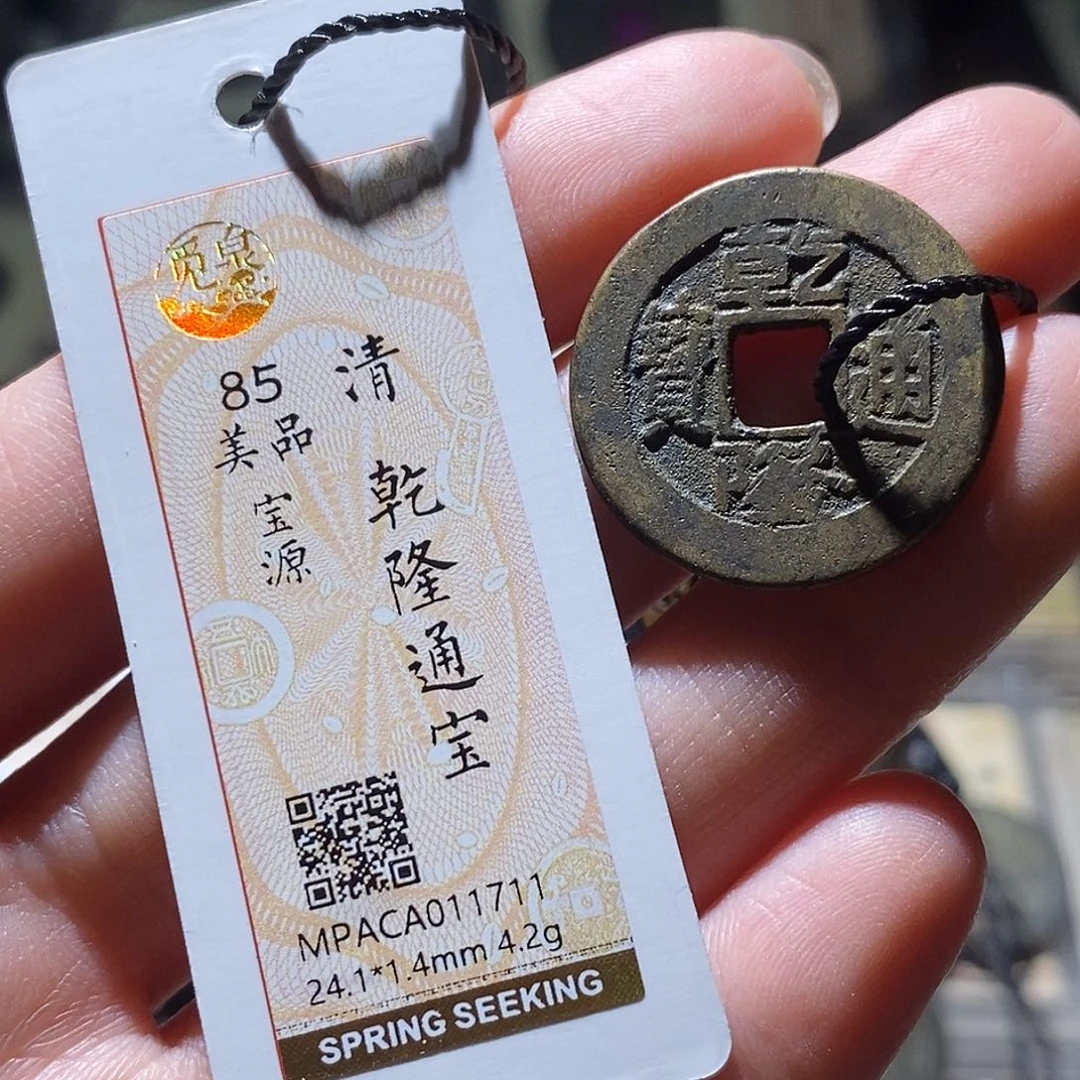 觅泉
85
美品
宝源
清
乾隆通宝
MPACA011711
24.1*1.4mm 4.2g
SPRING SEEKING
乾隆通寶